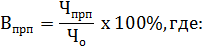 Впрп = Чпрп / Чо х 100%, где: